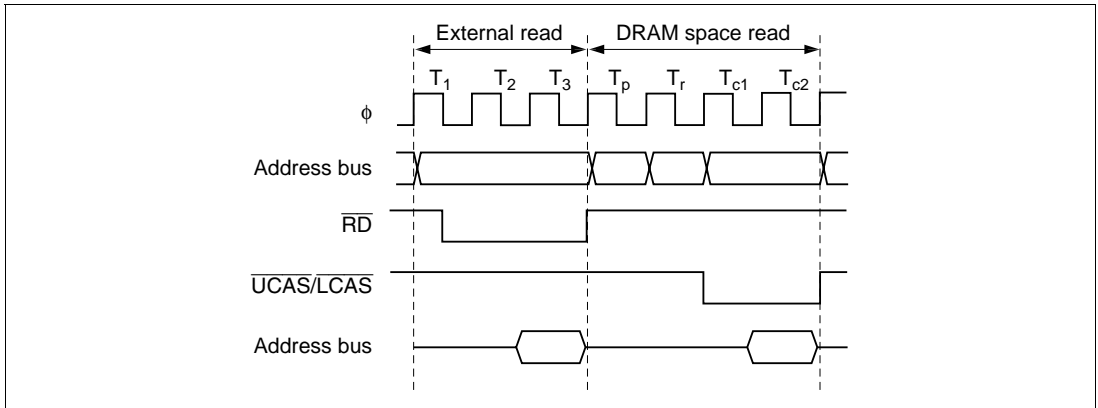 External read DRAM space read
T1 T2 T3 Tp Tr Tc1 Tc2
φ
Address bus
RD
UCAS/LCAS
Address bus